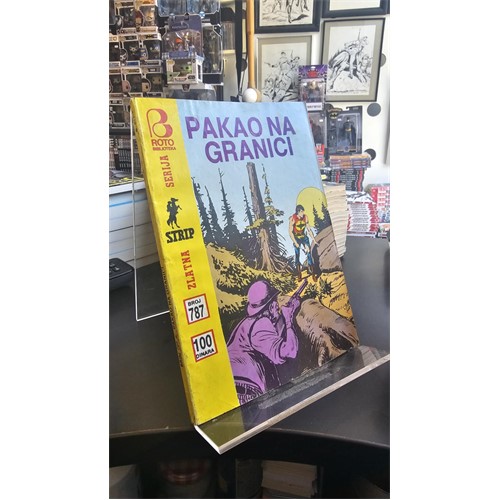 PAKAO NA
GRANICI
ROTO
BIBLIOTEKA
ZLATNA SERIJA
STRIP
BROJ
787
100
DINARA